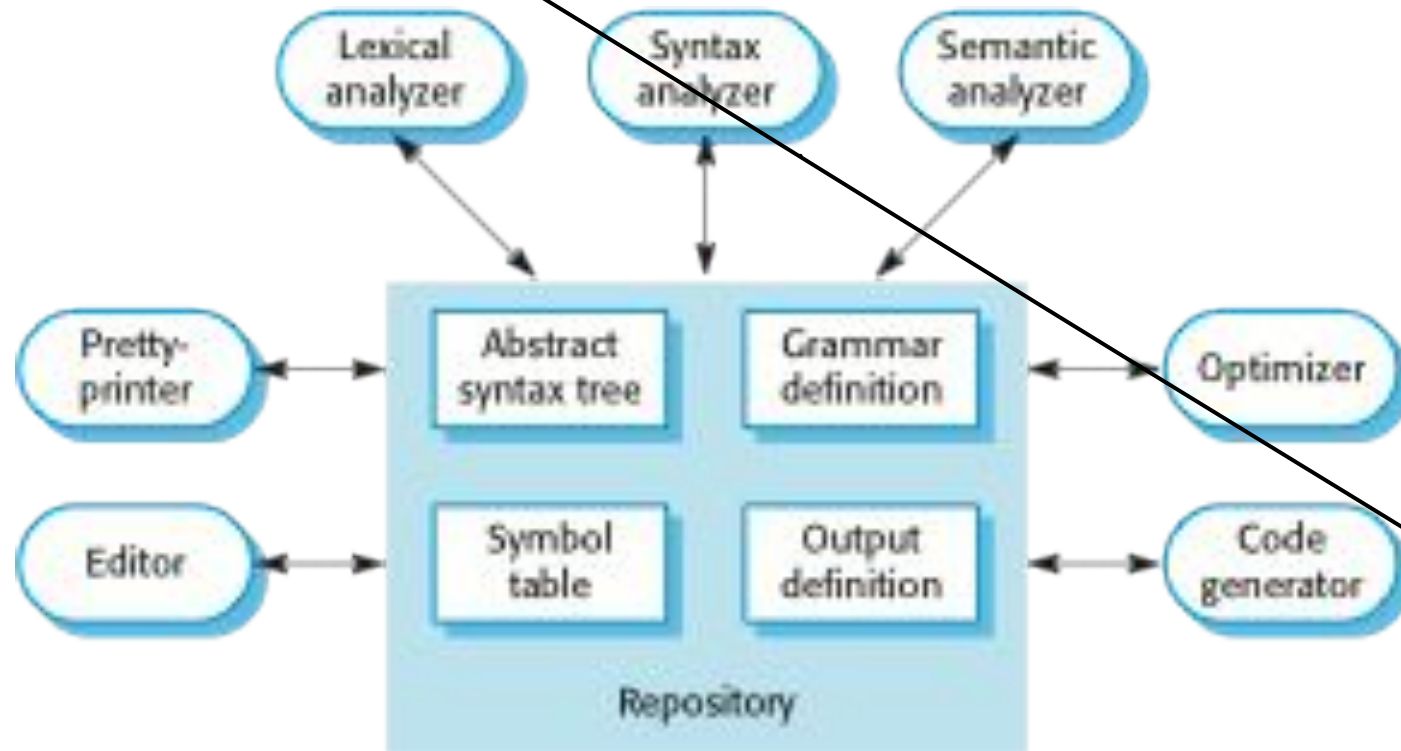 Lexical
analyzer
Syntax
analyzer
Semantic
analyzer
Pretty-
printer
Abstract
syntax tree
Grammar
definition
Optimizer
Editor
Symbol
table
Output
definition
Code
generator
Repository